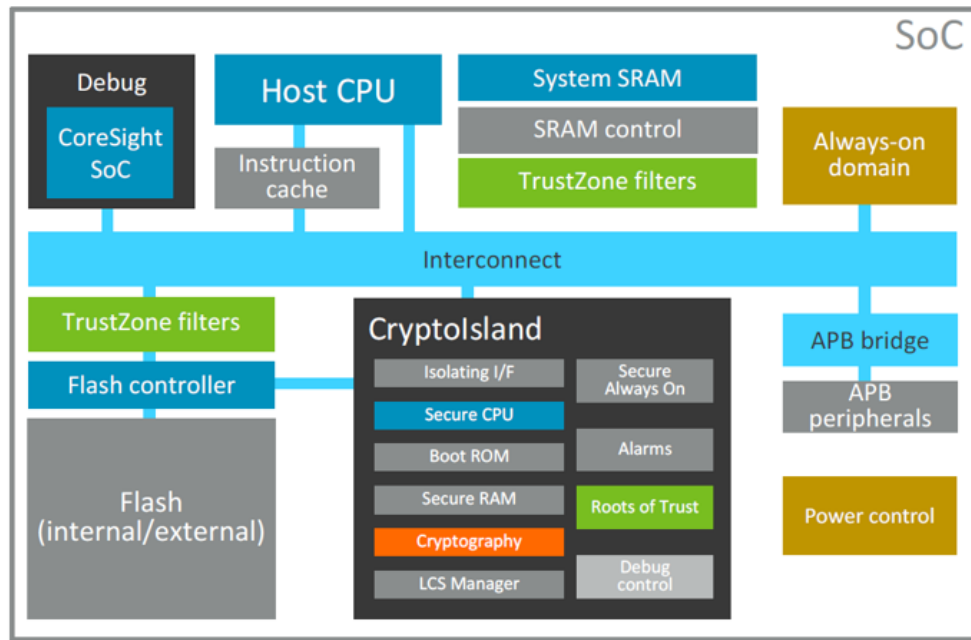 SoC
Debug
CoreSight
SoC
Host CPU
Instruction
cache
System SRAM
SRAM control
TrustZone filters
Always-on
domain
Interconnect
TrustZone filters
Flash controller
Flash
(internal/external)
CryptoIsland
Isolating I/F
Secure CPU
Boot ROM
Secure RAM
Cryptography
LCS Manager
Secure
Always On
Alarms
Roots of Trust
Debug
control
APB bridge
APB
peripherals
Power control